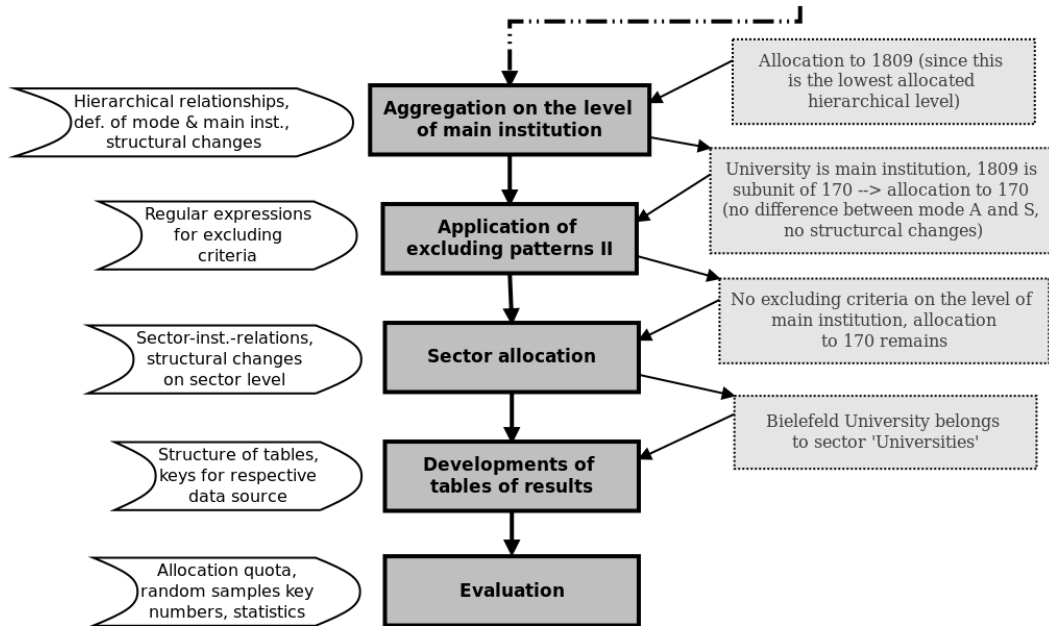 Allocation to 1809 (since this
is the lowest allocated
hierarchical level)
Hierarchical relationships,
def. of mode & main inst.,
structural changes
Aggregation on the level
of main institution
University is main institution, 1809 is
subunit of 170 --> allocation to 170
(no difference between mode A and S,
no structurcal changes)
Regular expressions
for excluding
criteria
Application of
excluding patterns II
No excluding criteria on the level of
main institution, allocation
to 170 remains
Sector-inst.-relations,
structural changes
on sector level
Sector allocation
Bielefeld University belongs
to sector 'Universities'
Structure of tables,
keys for respective
data source
Developments of
tables of results
Allocation quota,
random samples key
numbers, statistics
Evaluation